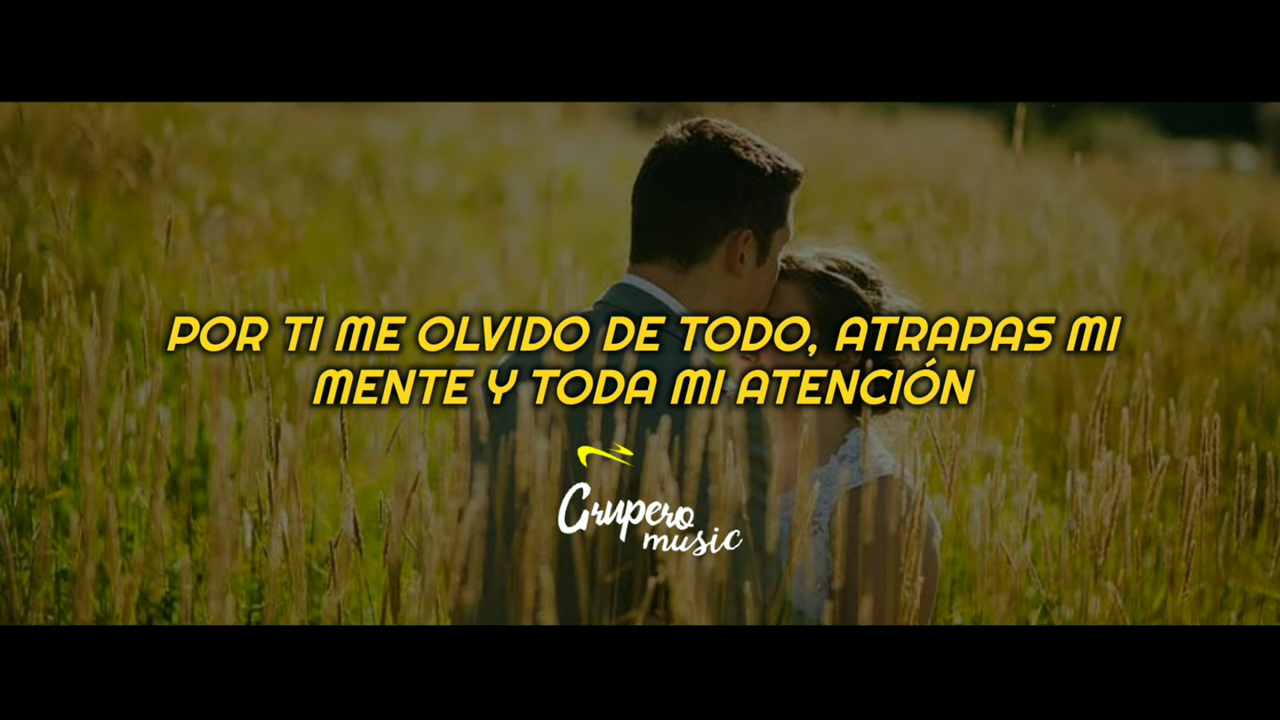 POR TI ME OLVIDO DE TODO, ATRAPAS MI
MENTE Y TODA MI ATENCIÓN
Grupero
music